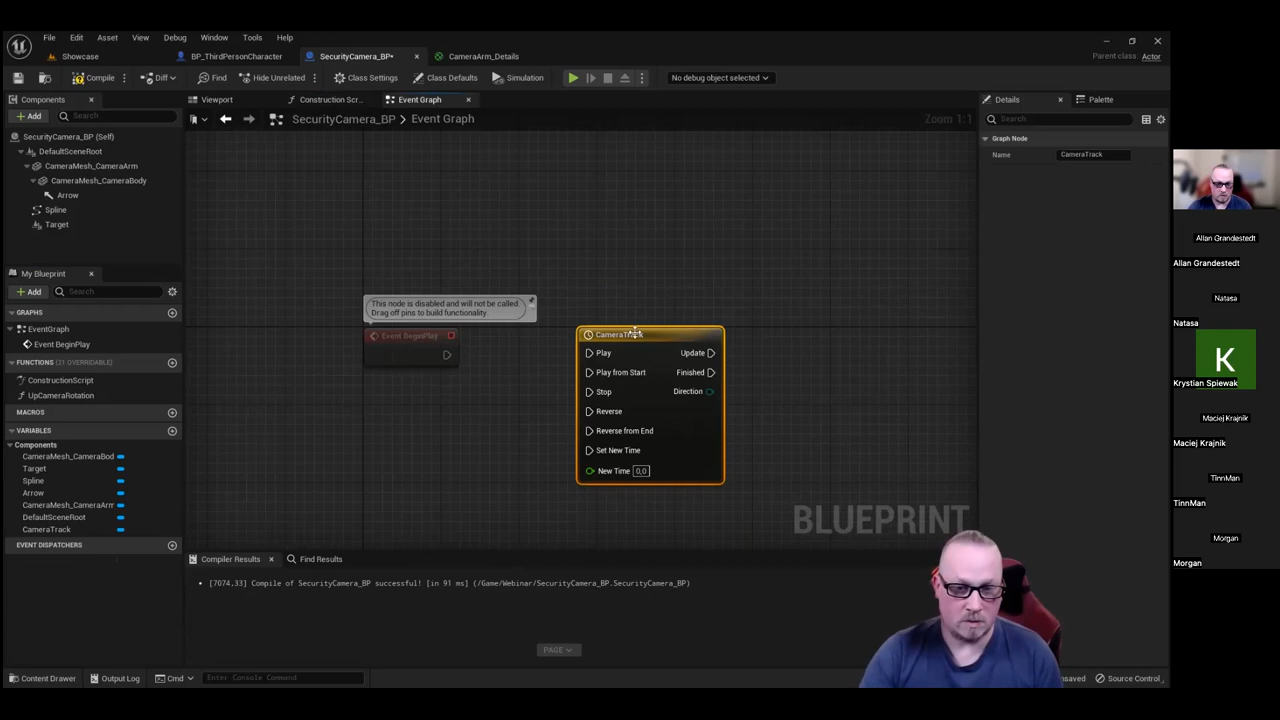 File Edit Asset View Debug Window Tools Help
Showcase BP_ThirdPersonCharacter SecurityCamera_BP* CameraArm_Details
Parent class: Actor
Compile Diff Find Hide Unrelated Class Settings Class Defaults Simulation No debug object selected
Components
Viewport Construction Scr... Event Graph
Details Palette
Add Search
SecurityCamera_BP > Event Graph
Zoom 1:1
Search
SecurityCamera_BP (Self)
DefaultSceneRoot
CameraMesh_CameraArm
CameraMesh_CameraBody
Arrow
Spline
Target
Graph Node
Name CameraTrack
My Blueprint
Add Search
GRAPHS
EventGraph
Event BeginPlay
FUNCTIONS (21 OVERRIDABLE)
ConstructionScript
UpCameraRotation
MACROS
VARIABLES
Components
CameraMesh_CameraBod
Target
Spline
Arrow
CameraMesh_CameraArm
DefaultSceneRoot
CameraTrack
EVENT DISPATCHERS
This node is disabled and will not be called.
Drag off pins to build functionality.
Event BeginPlay
CameraTrack
Play Update
Play from Start Finished
Stop Direction
Reverse
Reverse from End
Set New Time
New Time 0,0
BLUEPRINT
Compiler Results Find Results
[7074,33] Compile of SecurityCamera_BP successful! [in 91 ms] (/Game/Webinar/SecurityCamera_BP.SecurityCamera_BP)
PAGE
Content Drawer Output Log Cmd Enter Console Command
Source Control
Allan Grandestedt
Allan Grandestedt
Natasa
Natasa
K
Krystian Spiewak
Maciej Krajnik
Maciej Krajnik
TinnMan
TinnMan
Morgan
Morgan